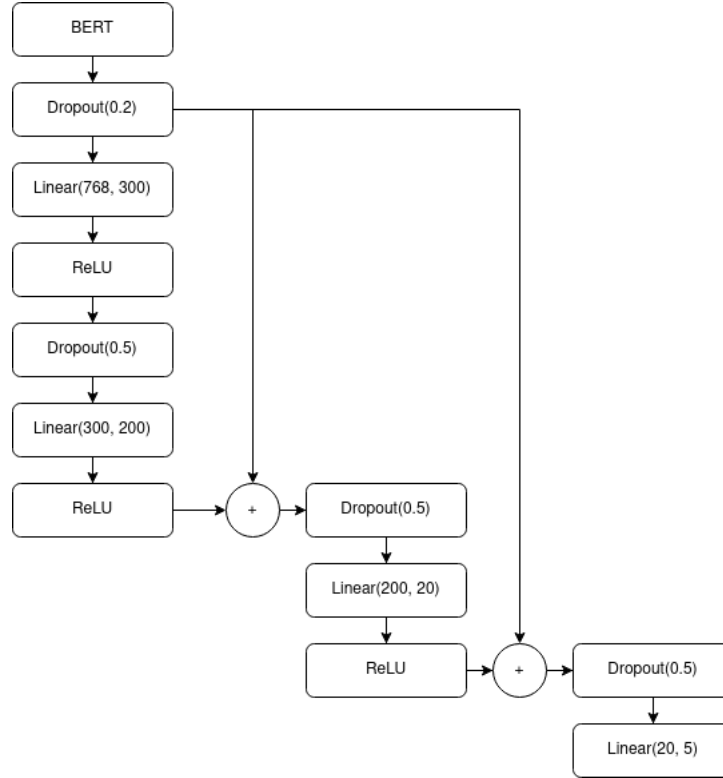 BERT
Dropout(0.2)
Linear(768, 300)
ReLU
Dropout(0.5)
Linear(300, 200)
ReLU
+
Dropout(0.5)
Linear(200, 20)
ReLU
+
Dropout(0.5)
Linear(20, 5)